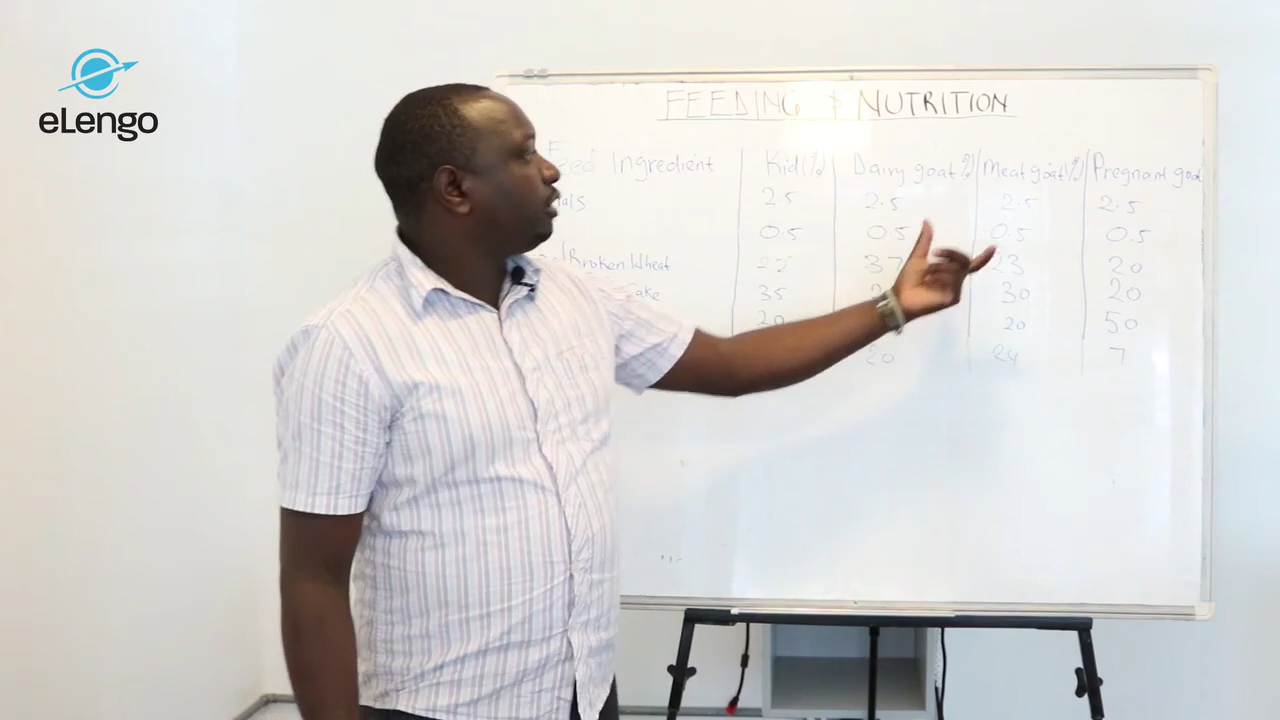 eLengo
FEEDING & NUTRITION
Feed Ingredient Kid(%) Dairy goat % Meat goat(%) Pregnant goat
2.5 2.5 2.5 2.5
0.5 0.5 0.5 0.5
Broken Wheat 22 37 23 20
cake 35 30 20
20 20 50
20 24 7